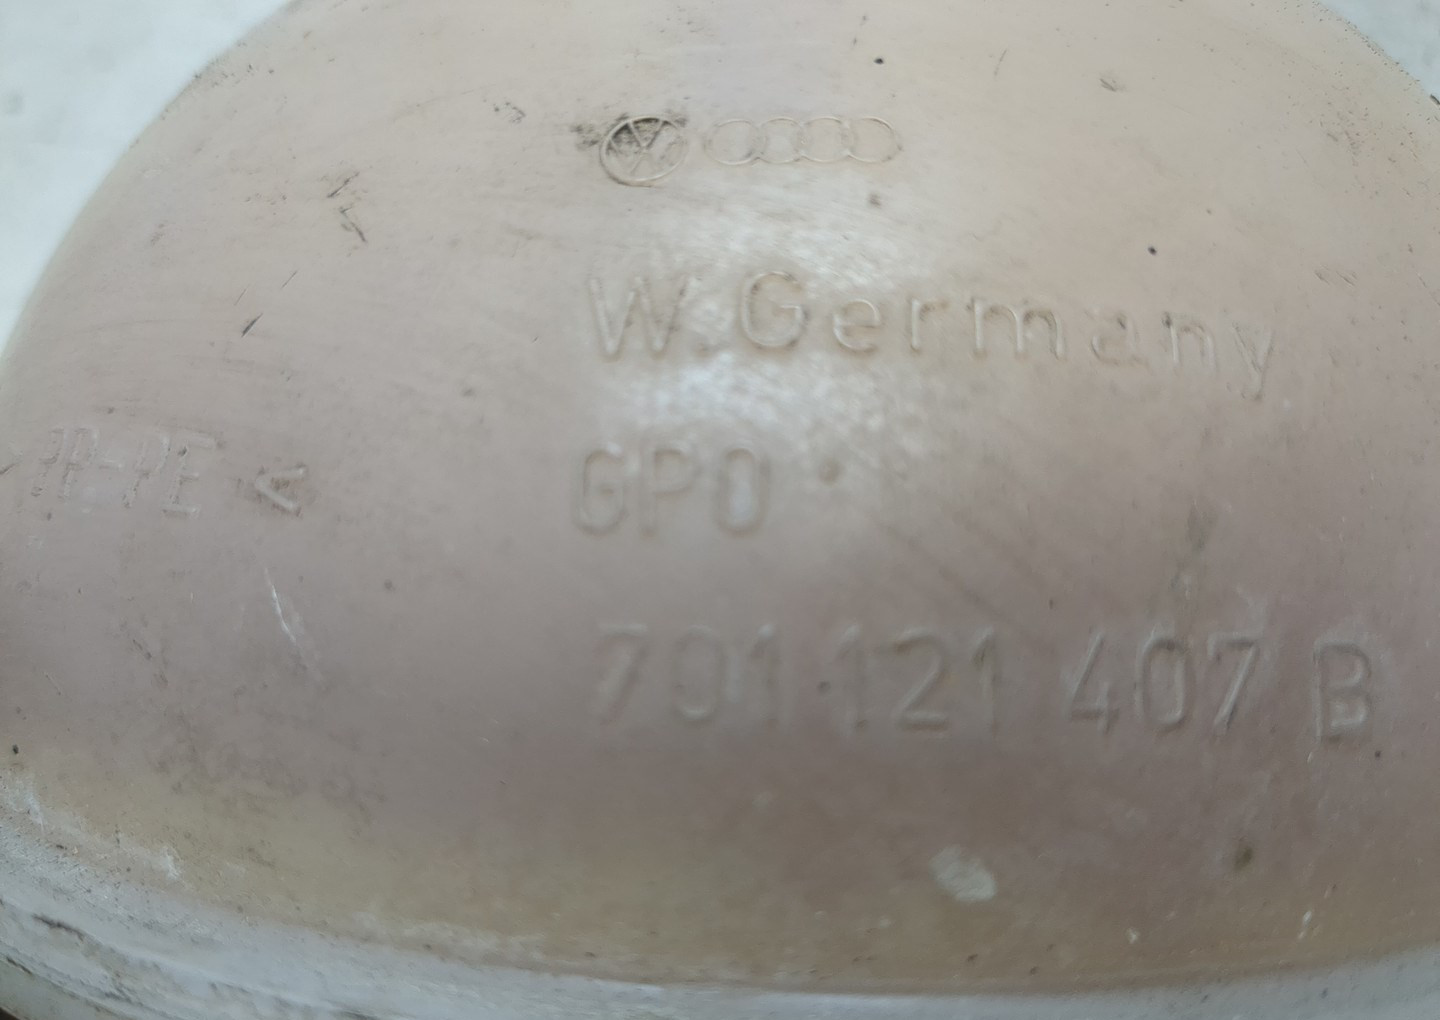 W.Germany
PP-PE <
GPO
701 121 407 B